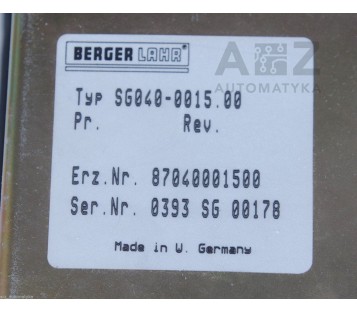 BERGER LAHR ®
Typ SG040-0015.00
Pr. Rev.
Erz.Nr. 87040001500
Ser.Nr. 0393 SG 00178
Made in W. Germany
AUTOMATYKA